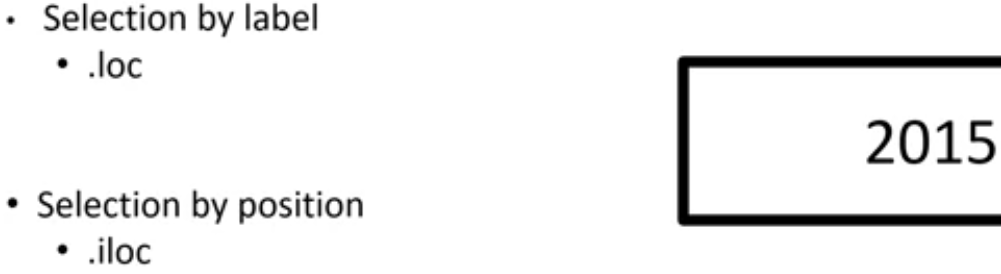 • Selection by label
• .loc
2015
• Selection by position
• .iloc